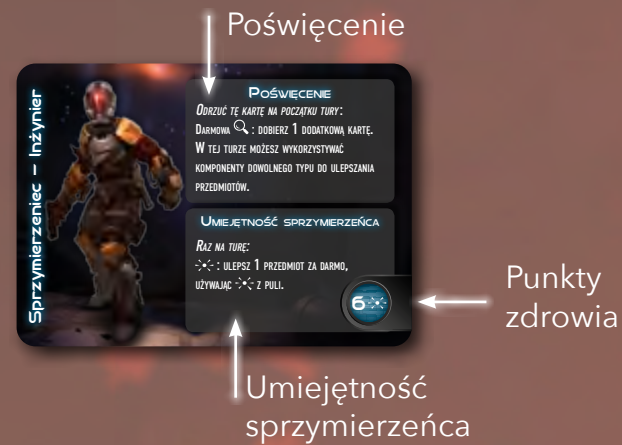 Poświęcenie
Sprzymierzeniec – Inżynier
Poświęcenie
Odrzuć tę kartę na początku tury:
Darmowa : dobierz 1 dodatkową kartę.
W tej turze możesz wykorzystywać
komponenty dowolnego typu do ulepszania
przedmiotów.
Umiejętność sprzymierzeńca
Raz na turę:
: ulepsz 1 przedmiot za darmo,
używając z puli.
6
Punkty
zdrowia
Umiejętność
sprzymierzeńca